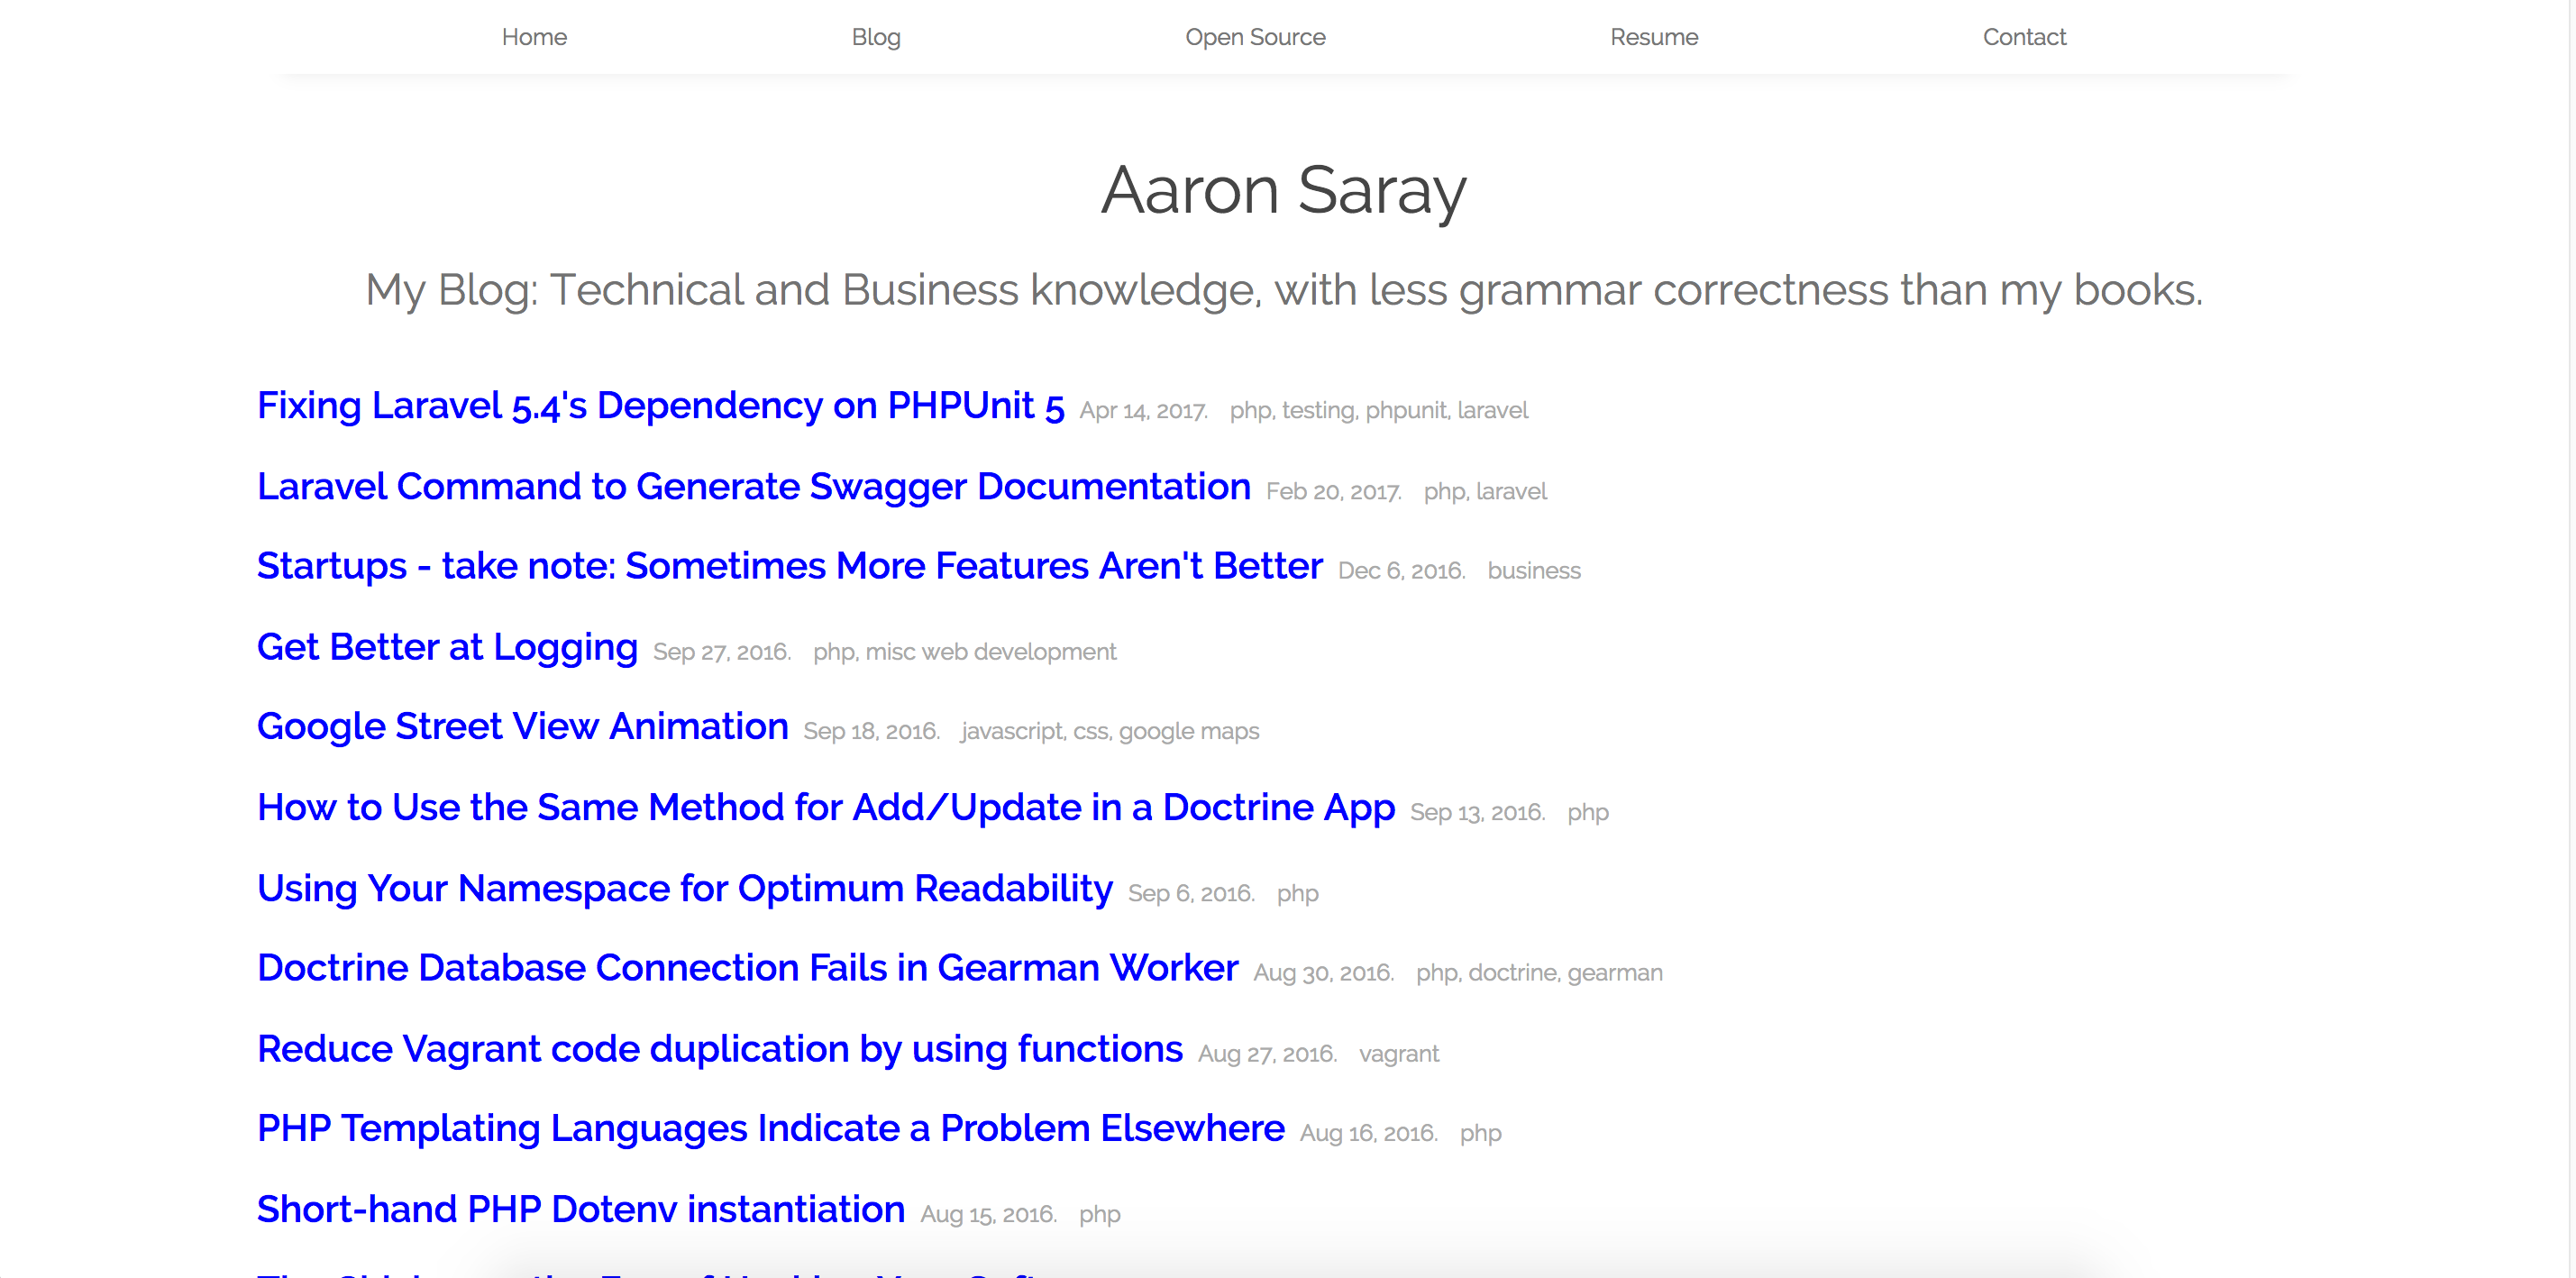 Home Blog Open Source Resume Contact
Aaron Saray
My Blog: Technical and Business knowledge, with less grammar correctness than my books.
Fixing Laravel 5.4's Dependency on PHPUnit 5 Apr 14, 2017. php, testing, phpunit, laravel
Laravel Command to Generate Swagger Documentation Feb 20, 2017. php, laravel
Startups - take note: Sometimes More Features Aren't Better Dec 6, 2016. business
Get Better at Logging Sep 27, 2016. php, misc web development
Google Street View Animation Sep 18, 2016. javascript, css, google maps
How to Use the Same Method for Add/Update in a Doctrine App Sep 13, 2016. php
Using Your Namespace for Optimum Readability Sep 6, 2016. php
Doctrine Database Connection Fails in Gearman Worker Aug 30, 2016. php, doctrine, gearman
Reduce Vagrant code duplication by using functions Aug 27, 2016. vagrant
PHP Templating Languages Indicate a Problem Elsewhere Aug 16, 2016. php
Short-hand PHP Dotenv instantiation Aug 15, 2016. php